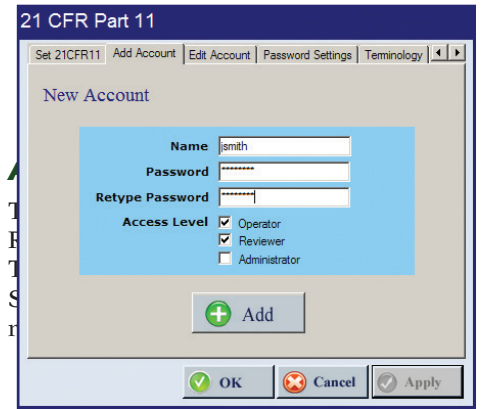 21 CFR Part 11
Set 21CFR11 Add Account Edit Account Password Settings Terminology
New Account
Name jsmith
Password ********
Retype Password ********
Access Level Operator
Reviewer
Administrator
Add
OK Cancel Apply